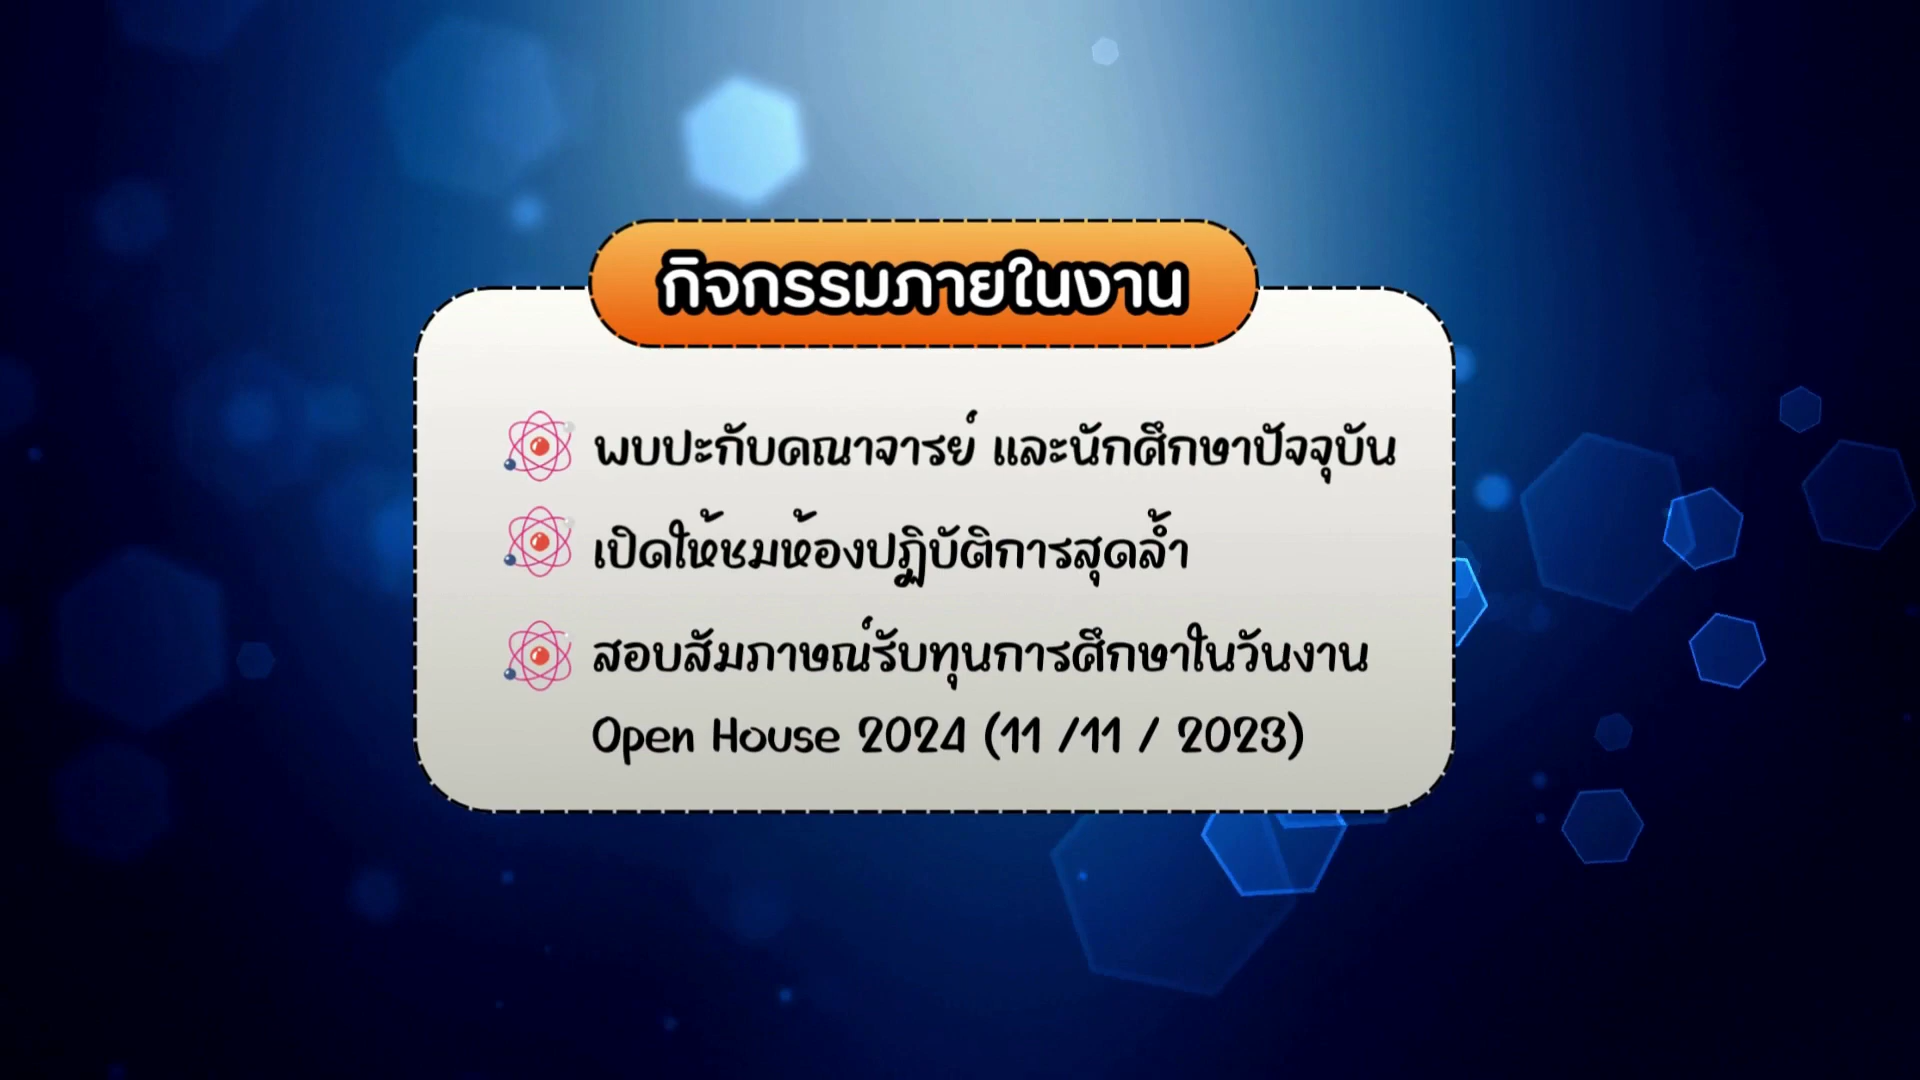 กิจกรรมภายในงาน
พบปะกับคณาจารย์ และนักศึกษาปัจจุบัน
เปิดให้ชมห้องปฏิบัติการสุดล้ำ
สอบสัมภาษณ์รับทุนการศึกษาในวันงาน
Open House 2024 (11 /11 / 2023)